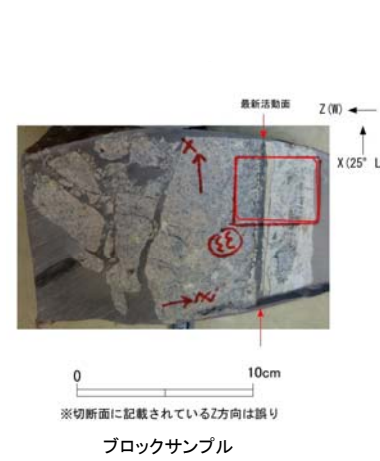 最新活動面
Z(W)
X(25° L
X
33
Z
0 10cm
※切断面に記載されているZ方向は誤り
ブロックサンプル